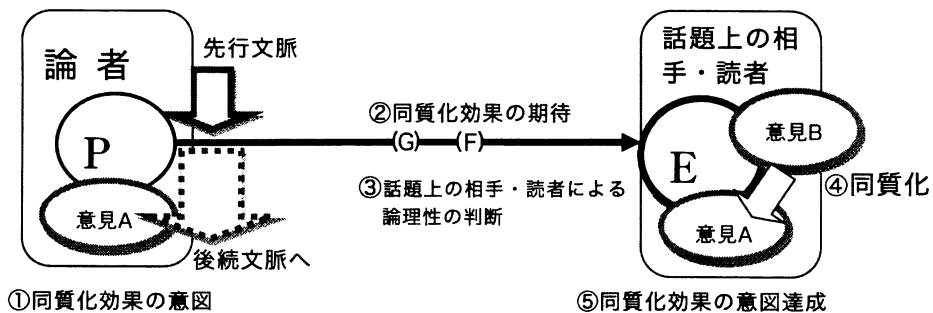 論者
先行文脈
話題上の相
手・読者
②同質化効果の期待
P
(G)
(F)
E
意見B
意見A
③話題上の相手・読者による
論理性の判断
④同質化
意見A
後続文脈へ
①同質化効果の意図
⑤同質化効果の意図達成